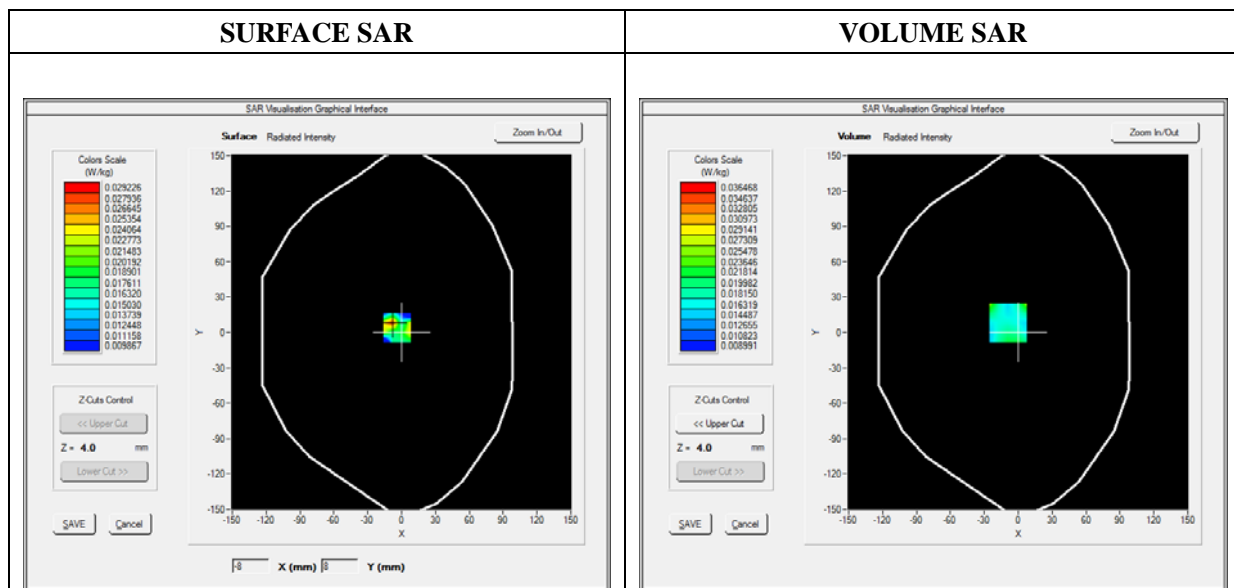 SURFACE SAR
VOLUME SAR
SAR Visualisation Graphical Interface
Surface Radiated Intensity
Zoom In/Out
Colors Scale
(W/kg)
0.029226
0.027936
0.026645
0.025354
0.024064
0.022773
0.021483
0.020192
0.018901
0.017611
0.016320
0.015030
0.013739
0.012448
0.011158
0.009867
Z-Cuts Control
<< Upper Cut
Z = 4.0 mm
Lower Cut >>
SAVE Cancel
150
120
90
60
30
0
-30
-60
-90
-120
-150
Y
-150 -120 -90 -60 -30 0 30 60 90 120 150
X
-8 X (mm) 8 Y (mm)
SAR Visualisation Graphical Interface
Volume Radiated Intensity
Zoom In/Out
Colors Scale
(W/kg)
0.036468
0.034637
0.032805
0.030973
0.029141
0.027309
0.025478
0.023646
0.021814
0.019982
0.018150
0.016319
0.014487
0.012655
0.010823
0.008991
Z-Cuts Control
<< Upper Cut
Z = 4.0 mm
Lower Cut >>
SAVE Cancel
150
120
90
60
30
0
-30
-60
-90
-120
-150
Y
-150 -120 -90 -60 -30 0 30 60 90 120 150
X